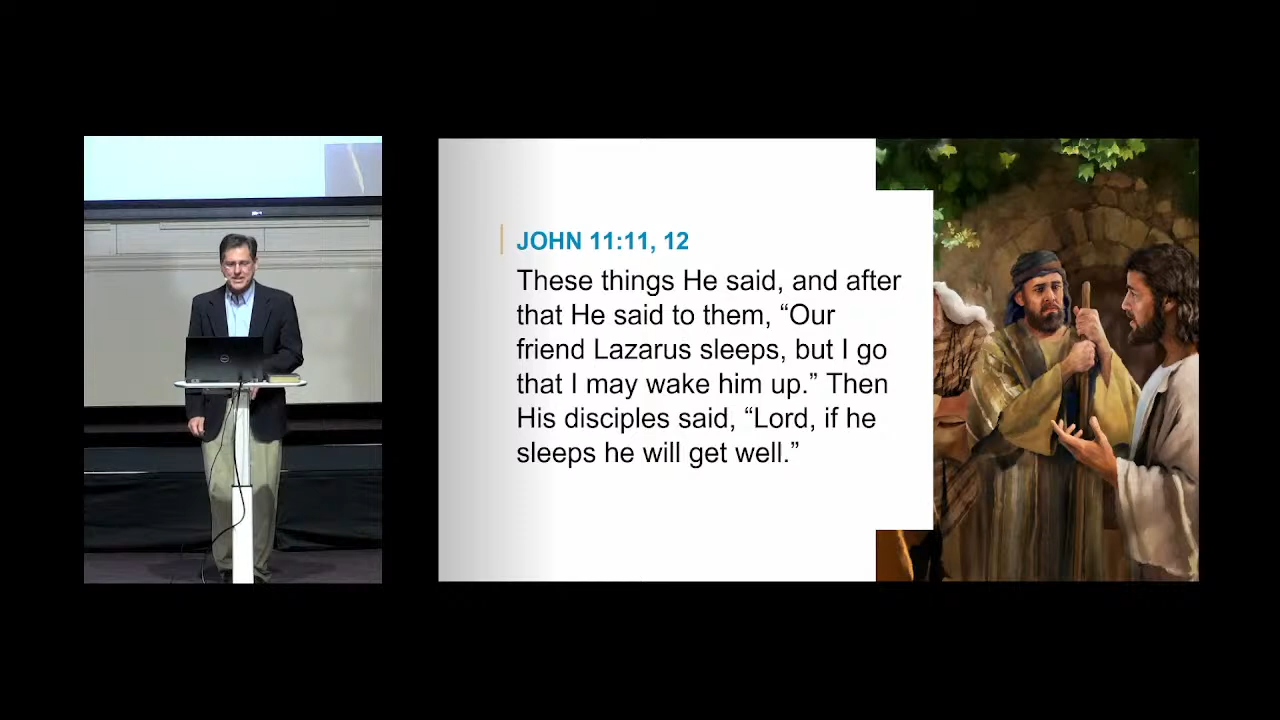 JOHN 11:11, 12
These things He said, and after
that He said to them, “Our
friend Lazarus sleeps, but I go
that I may wake him up.” Then
His disciples said, “Lord, if he
sleeps he will get well.”